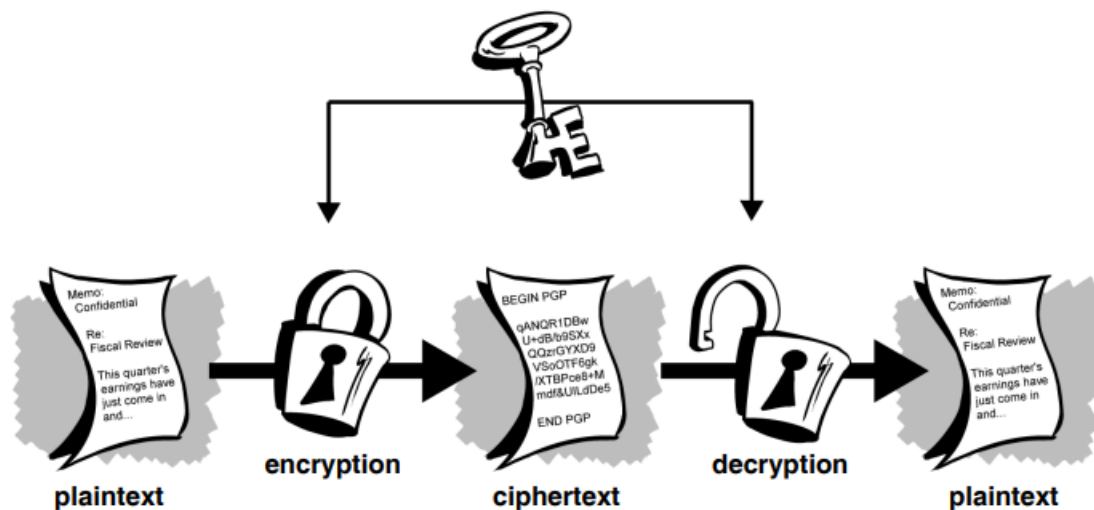 Memo:
Confidential
Re:
Fiscal Review
This quarter's
earnings have
just come in
and...
BEGIN PGP
qANQR1DBw
U+dB/b9SXx
QQzrGYXD9
VSoOTF6gk
/XTBPce8+M
mdf&UILdDe5
END PGP
Memo:
Confidential
Re:
Fiscal Review
This quarter's
earnings have
just come in
and...
encryption
decryption
plaintext
ciphertext
plaintext